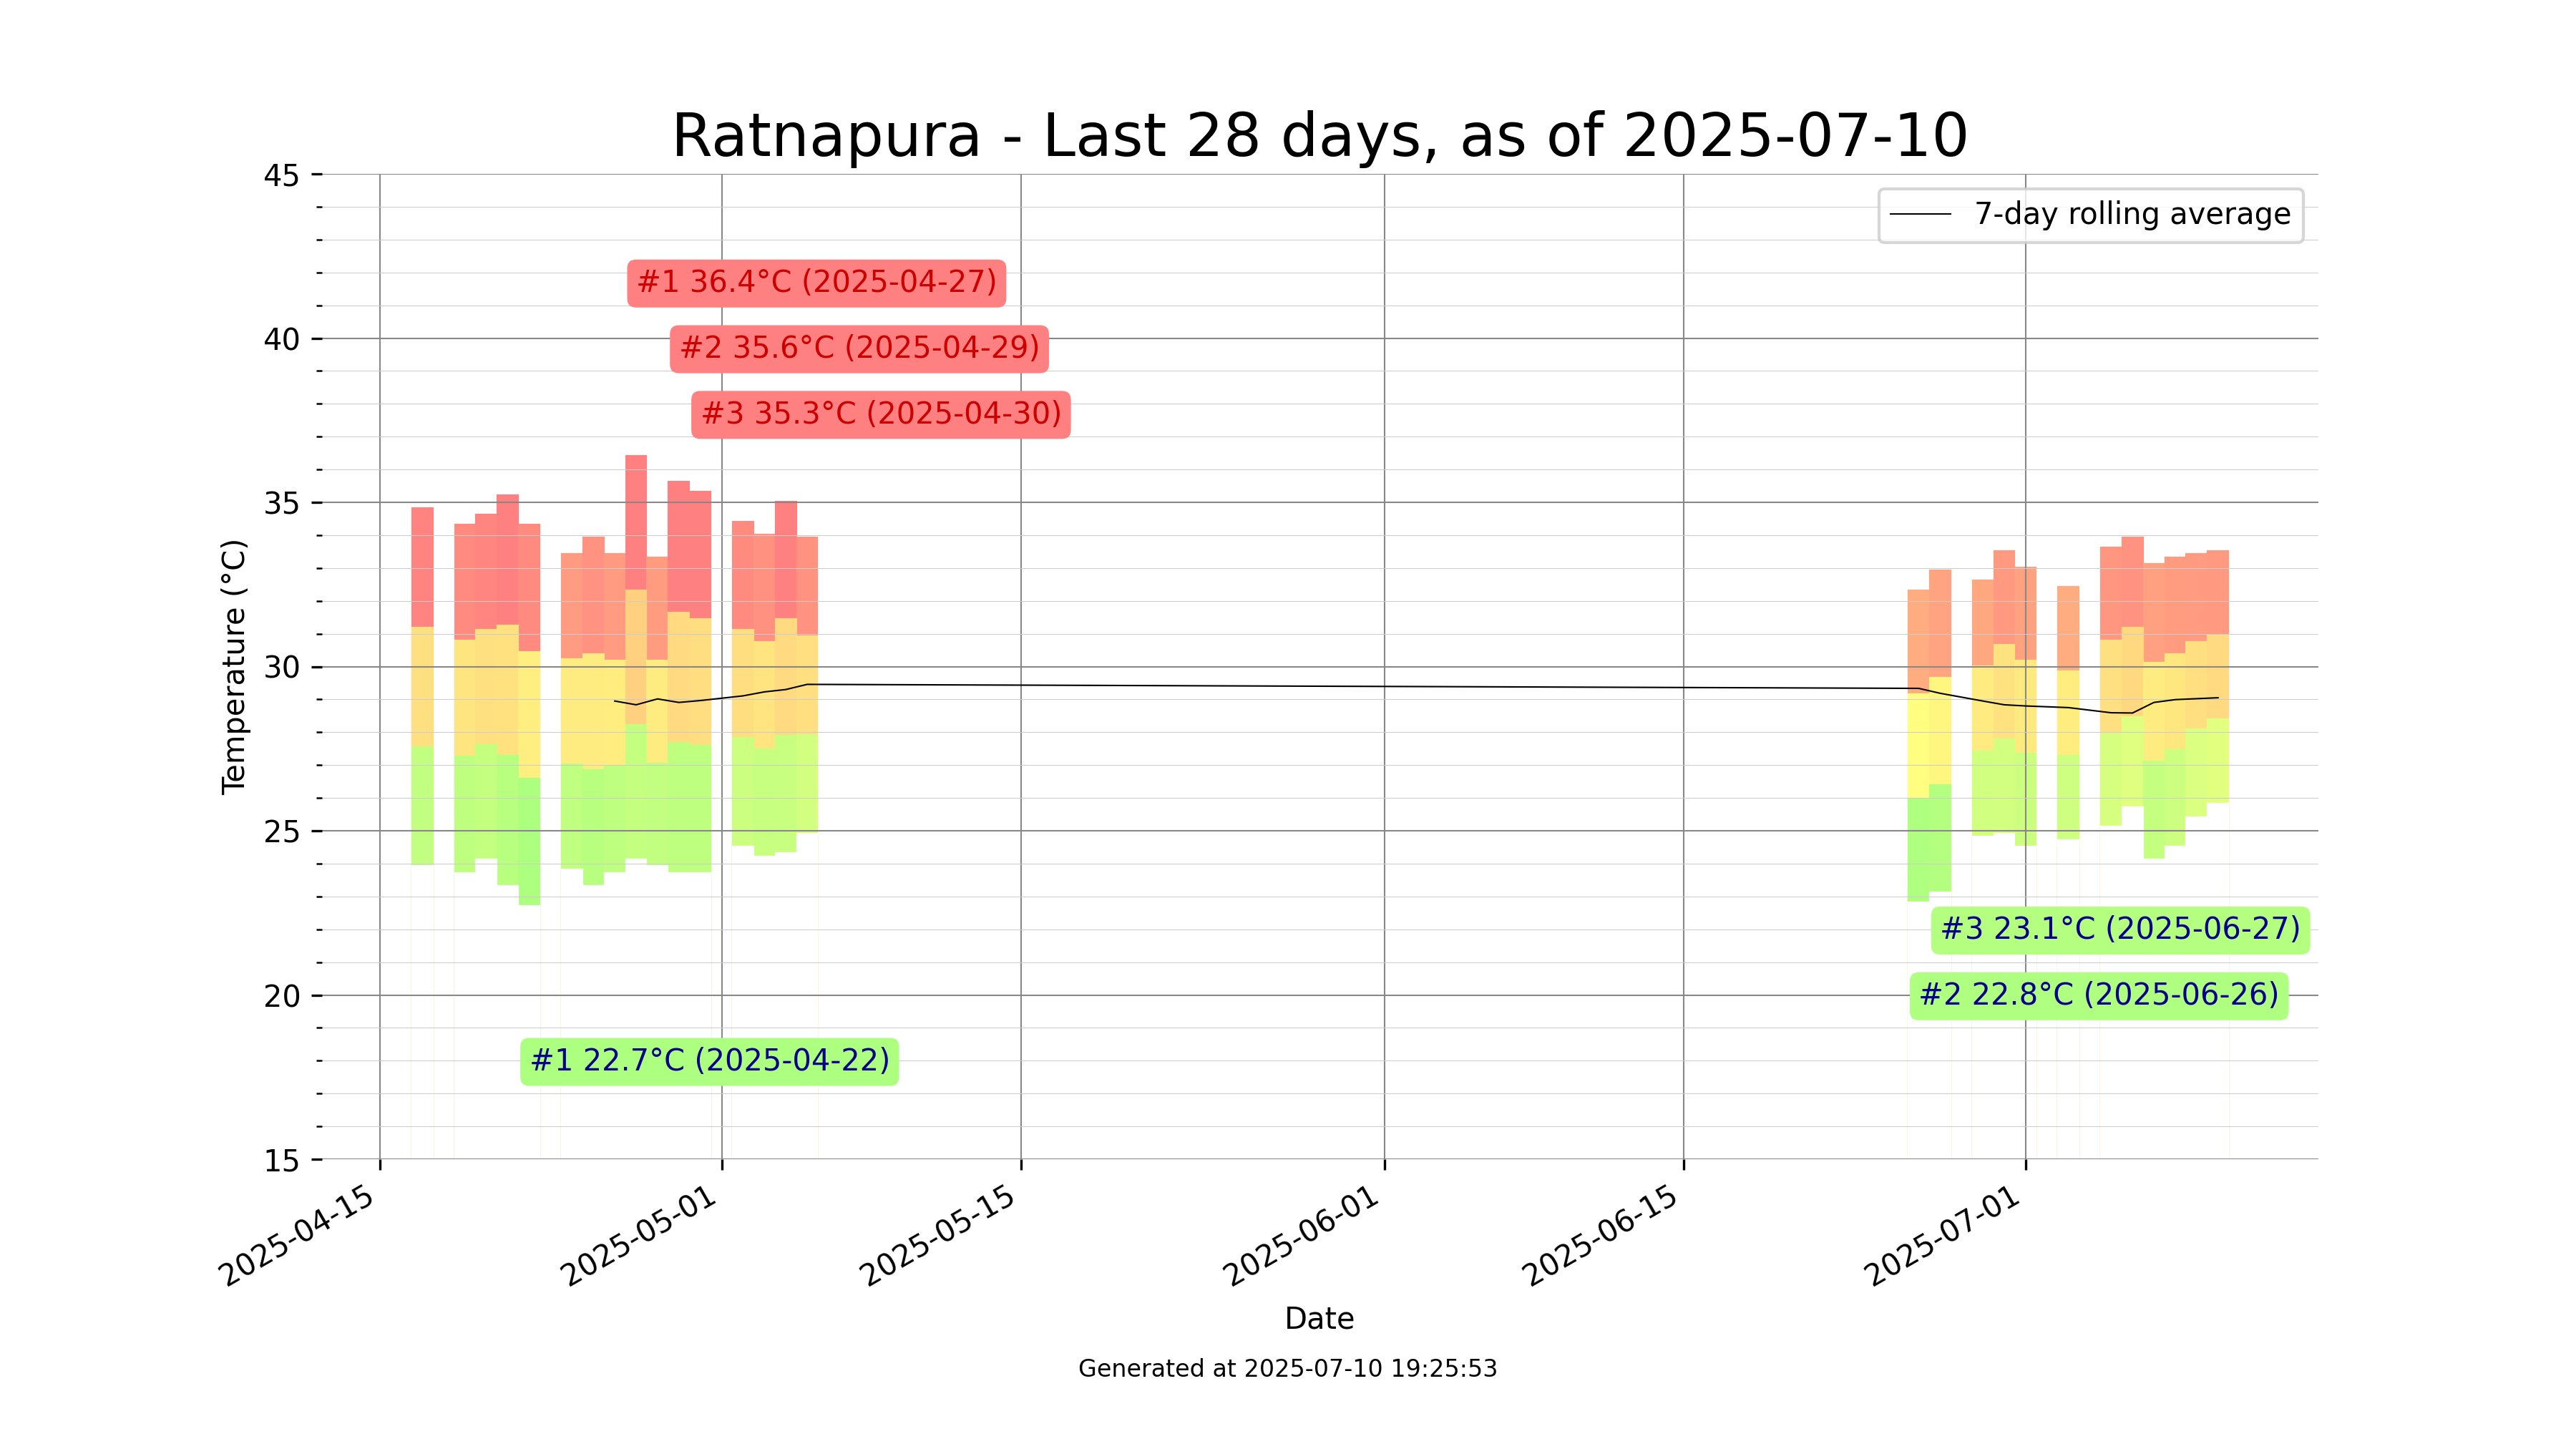 Ratnapura - Last 28 days, as of 2025-07-10
45
7-day rolling average
#1 36.4°C (2025-04-27)
40
#2 35.6°C (2025-04-29)
#3 35.3°C (2025-04-30)
35
30
Temperature (°C)
25
#3 23.1°C (2025-06-27)
20
#2 22.8°C (2025-06-26)
#1 22.7°C (2025-04-22)
15
2025-04-15
2025-05-01
2025-05-15
2025-06-01
2025-06-15
2025-07-01
Date
Generated at 2025-07-10 19:25:53